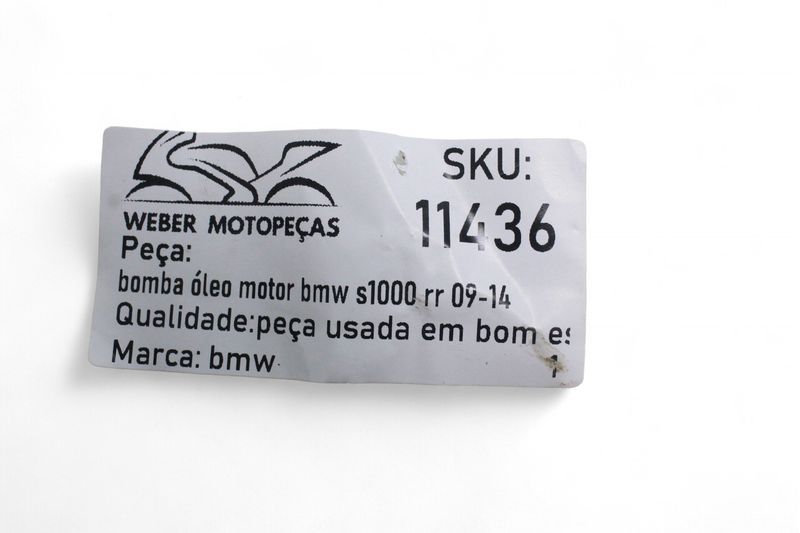 WEBER MOTOPEÇAS
SKU:
11436
Peça:
bomba óleo motor bmw s1000 rr 09-14
Qualidade:peça usada em bom es
Marca: bmw
1